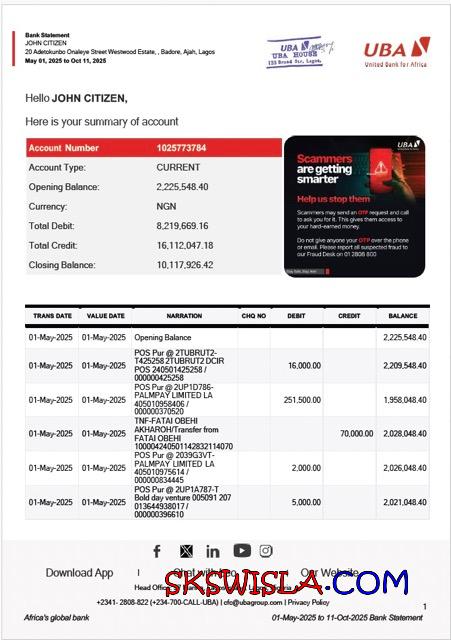 Bank Statement
JOHN CITIZEN
20 Adetokunbo Onaleye Street Westwood Estate, , Badore, Ajah, Lagos
May 01, 2025 to Oct 11, 2025
UBA
UBA HOUSE
UBA
United Bank for Africa
Hello JOHN CITIZEN,
Here is your summary of account
Account Number 1025773784
Account Type: CURRENT
Opening Balance: 2,225,548.40
Currency: NGN
Total Debit: 8,219,669.16
Total Credit: 16,112,047.18
Closing Balance: 10,117,926.42
UBA
Scammers
are getting
smarter
Help us stop them
Scammers may send an OTP request and call
to ask you for it. This gives them access to
your hard-earned money.
Do not give anyone your OTP over the phone
or email. Please report all suspected fraud to
our Fraud Desk on 01 2808 800
TRANS DATE VALUE DATE NARRATION CHQ NO DEBIT CREDIT BALANCE
01-May-2025 01-May-2025 Opening Balance 2,225,548.40
POS Pur @ 2TUBRUT2-
T425258 2TUBRUT2 DCIR
01-May-2025 01-May-2025 POS 240501425258 / 16,000.00 2,209,548.40
000000425258
POS Pur @ 2UP1D786-
01-May-2025 01-May-2025 PALMPAY LIMITED LA 251,500.00 1,958,048.40
405010958406 /
000000370520
TNF-FATAI OBEHI
01-May-2025 01-May-2025 AKHAROH/Transfer from 70,000.00 2,028,048.40
FATAI OBEHI
100004240501142832114070
POS Pur @ 2039G3VT-
01-May-2025 01-May-2025 PALMPAY LIMITED LA 2,000.00 2,026,048.40
405010975614 /
000000834445
POS Pur @ 2UP1A787-T
01-May-2025 01-May-2025 Bold day venture 005091 207 5,000.00 2,021,048.40
013644938017 /
000000396610
Download App | Chat with Leo Our Website
SKSWISLA.COM
Head Office
+2341- 2808-822 (+234-700-CALL-UBA) | cfc@ubagroup.com | Privacy Policy
1
Africa's global bank 01-May-2025 to 11-Oct-2025 Bank Statement